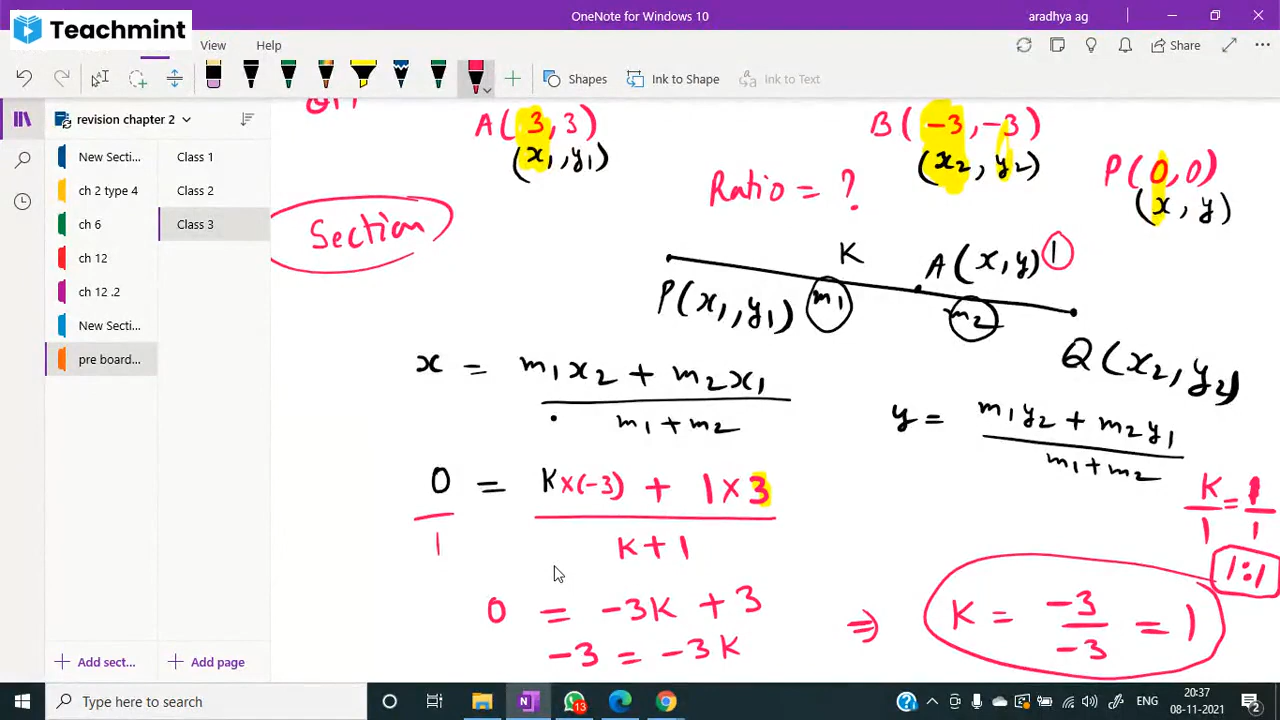 OneNote for Windows 10
aradhya ag
Teachmint
View Help
Share
Shapes
Ink to Shape
Ink to Text
revision chapter 2
New Secti...
ch 2 type 4
ch 6
ch 12
ch 12 .2
New Secti...
pre board...
Class 1
Class 2
Class 3
A(3,3)
(x₁,y₁)
B(-3,-3)
(x₂, y₂)
P(0,0)
(x, y)
Ratio = ?
Section
K
A(x,y) 1
P(x₁,y₁)
m₁
m₂
Q(x₂,y₂)
x = m₁x₂ + m₂x₁ / m₁+m₂
y = m₁y₂ + m₂y₁ / m₁+m₂
0/1 = K×(-3) + 1×3 / K+1
K/1 = 1/1
1:1
0 = -3K + 3
-3 = -3K
⇒ K = -3/-3 = 1
Add sect...
Add page
Type here to search
13
ENG
20:37
08-11-2021
2